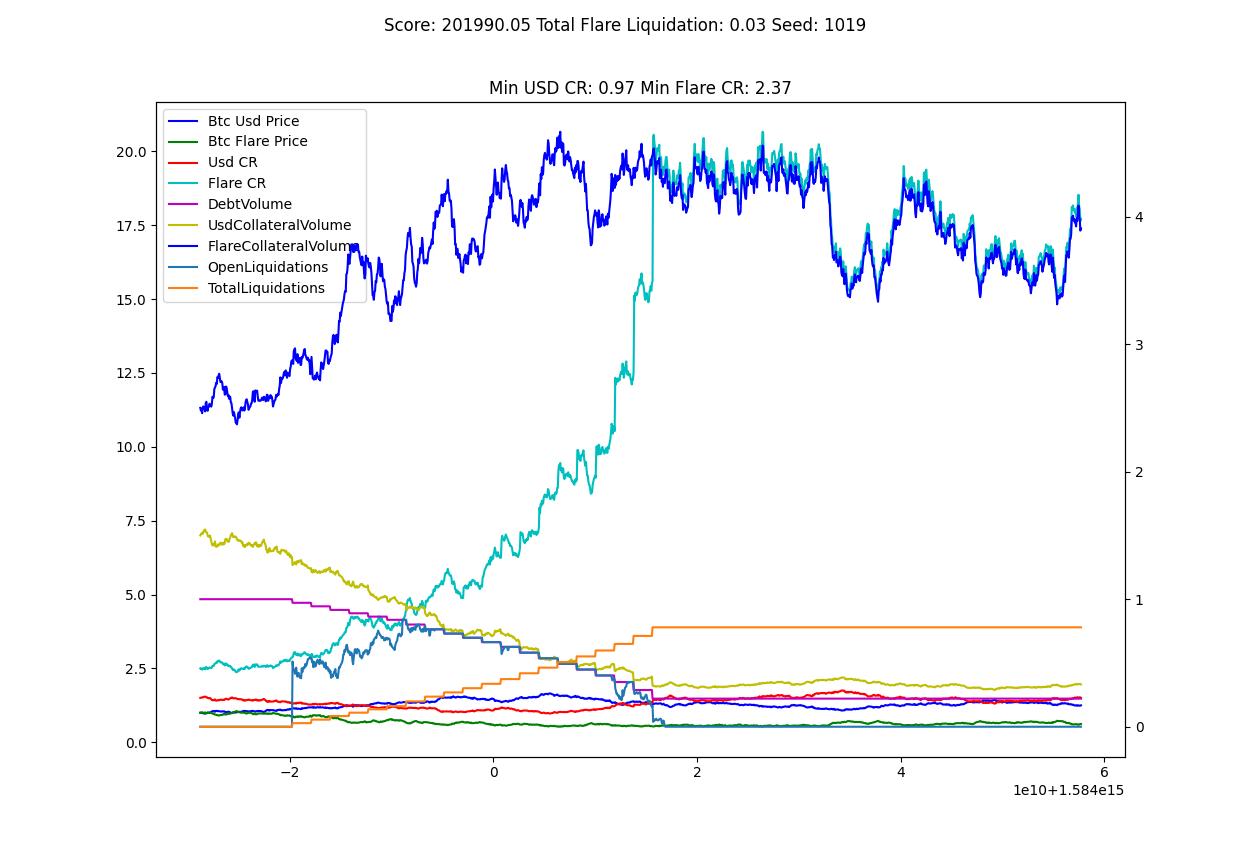 Score: 201990.05 Total Flare Liquidation: 0.03 Seed: 1019
Min USD CR: 0.97 Min Flare CR: 2.37
Btc Usd Price
Btc Flare Price
Usd CR
Flare CR
DebtVolume
UsdCollateralVolume
FlareCollateralVolume
OpenLiquidations
TotalLiquidations
20.0
17.5
15.0
12.5
10.0
7.5
5.0
2.5
0.0
4
3
2
1
0
−2 0 2 4 6
1e10+1.584e15